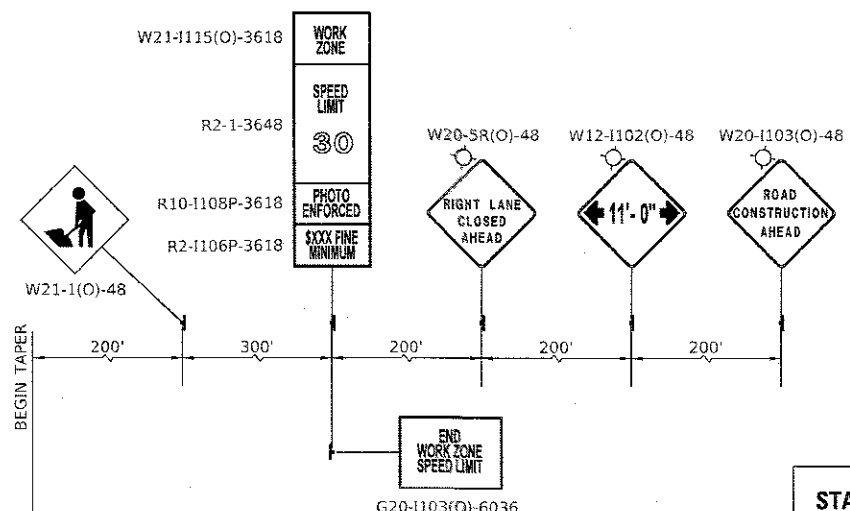 W21-I115(O)-3618
WORK
ZONE
R2-1-3648
SPEED
LIMIT
30
R10-I108P-3618
PHOTO
ENFORCED
R2-I106P-3618
$XXX FINE
MINIMUM
W21-1(O)-48
W20-5R(O)-48
RIGHT LANE
CLOSED
AHEAD
W12-I102(O)-48
11'-0"
W20-I103(O)-48
ROAD
CONSTRUCTION
AHEAD
BEGIN TAPER
200'
300'
200'
200'
200'
END
WORK ZONE
SPEED LIMIT
G20-I103(O)-6036
STA